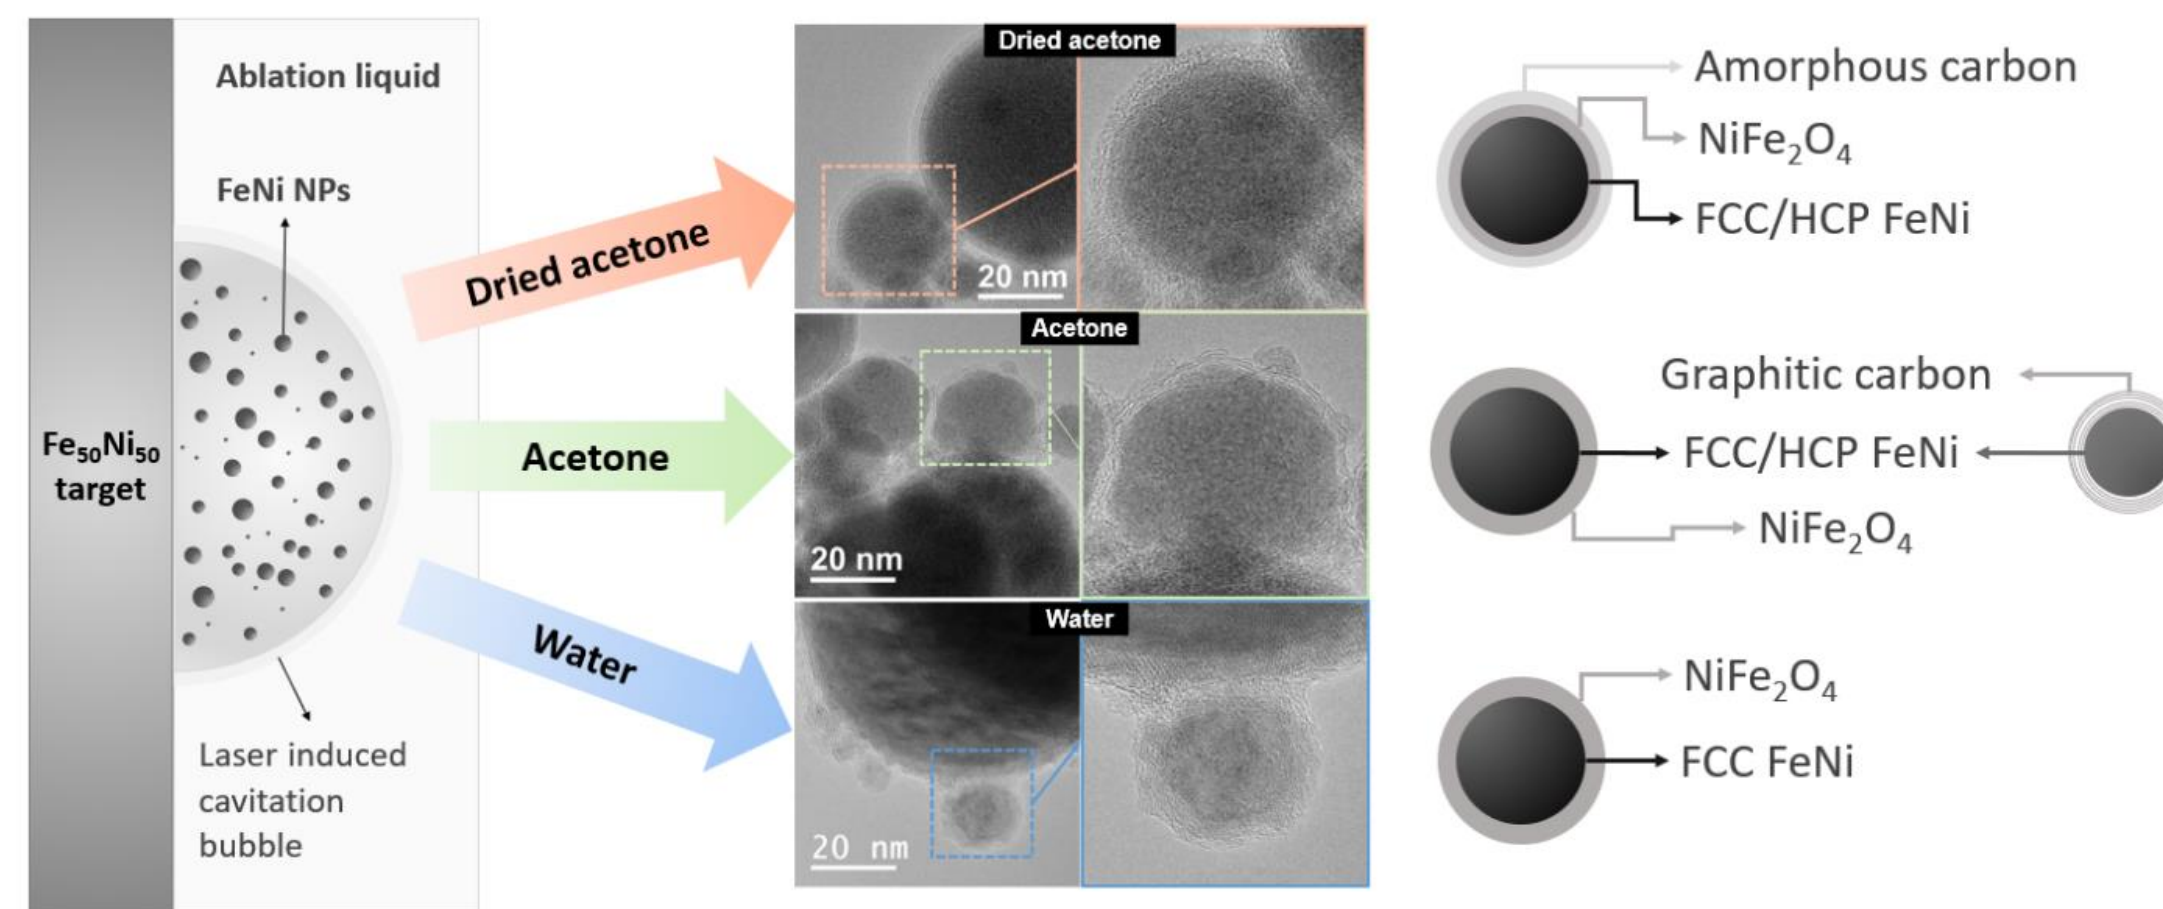 Ablation liquid
FeNi NPs
Fe₅₀Ni₅₀
target
Laser induced
cavitation
bubble
Dried acetone
Acetone
Water
Dried acetone
20 nm
Acetone
20 nm
Water
20 nm
Amorphous carbon
NiFe₂O₄
FCC/HCP FeNi
Graphitic carbon
FCC/HCP FeNi
NiFe₂O₄
NiFe₂O₄
FCC FeNi